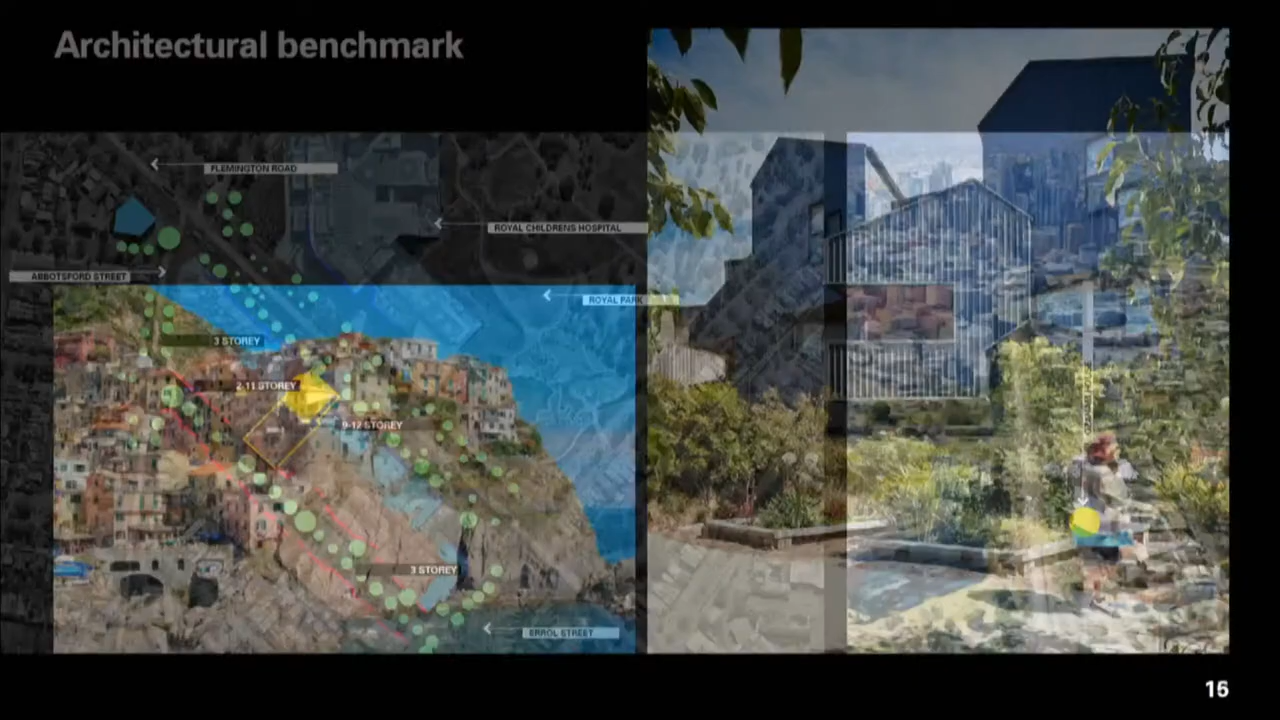 Architectural benchmark
FLEMINGTON ROAD
ROYAL CHILDRENS HOSPITAL
ABBOTSFORD STREET
ROYAL PARK
3 STOREY
2-11 STOREY
9-12 STOREY
3 STOREY
ERROL STREET
16